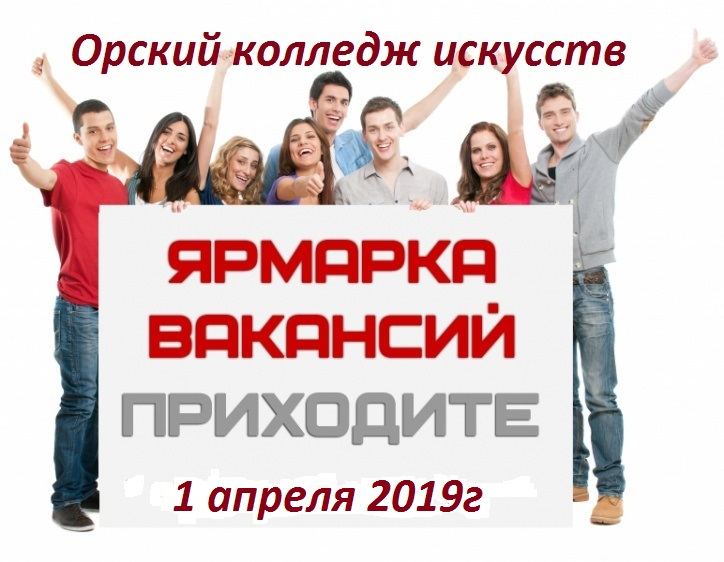 Орский колледж искусств
ЯРМАРКА
ВАКАНСИЙ
ПРИХОДИТЕ
1 апреля 2019г